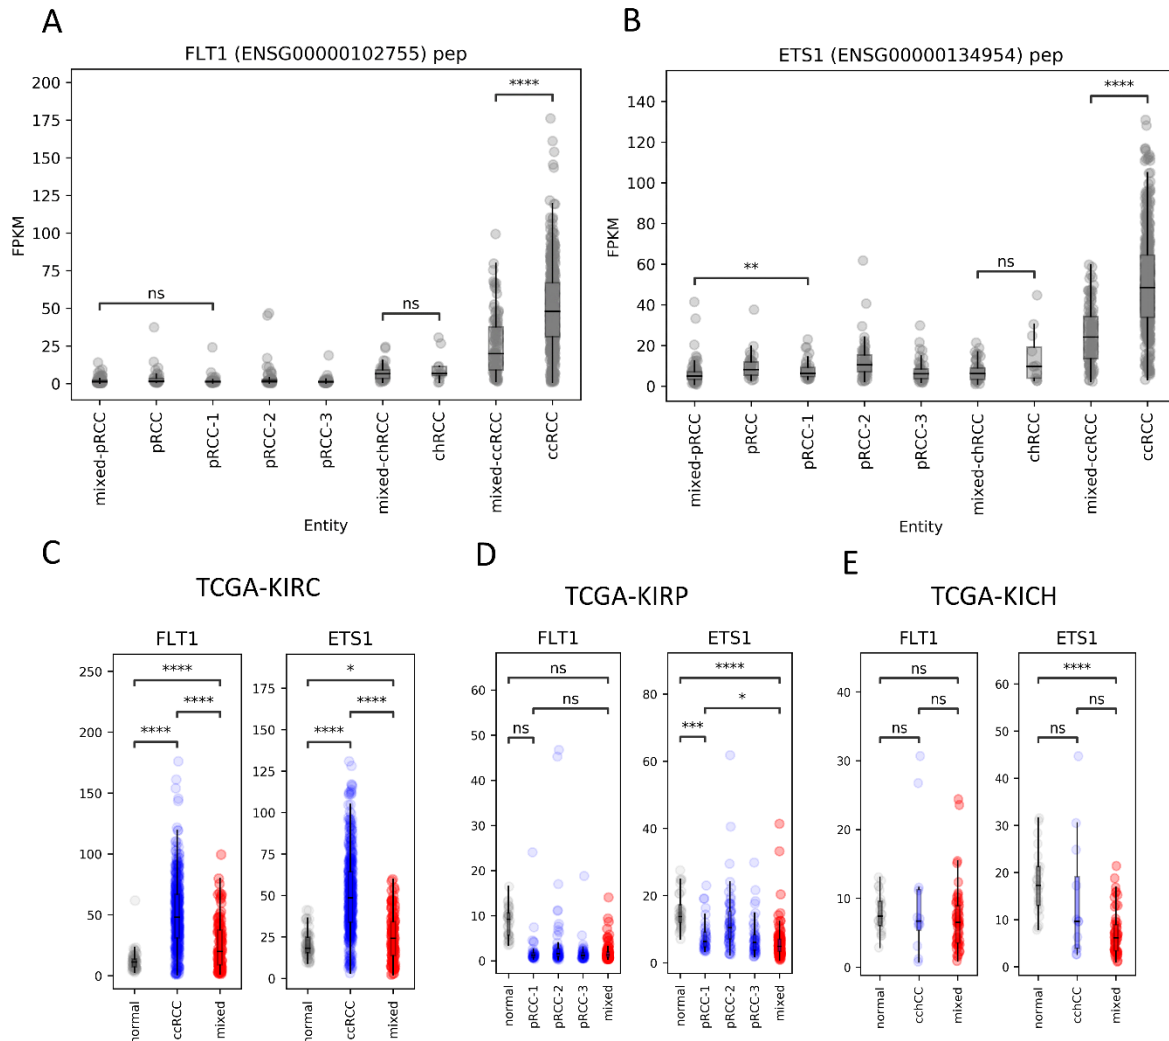 A
FLT1 (ENSG00000102755) pep
200
175
150
125
100
75
50
25
0
FPKM
ns
ns
****
mixed-pRCC
pRCC
pRCC-1
pRCC-2
pRCC-3
mixed-chRCC
chRCC
mixed-ccRCC
ccRCC
Entity
B
ETS1 (ENSG00000134954) pep
140
120
100
80
60
40
20
0
FPKM
**
ns
****
mixed-pRCC
pRCC
pRCC-1
pRCC-2
pRCC-3
mixed-chRCC
chRCC
mixed-ccRCC
ccRCC
Entity
C
TCGA-KIRC
FLT1
250
200
150
100
50
0
****
****
****
normal
ccRCC
mixed
ETS1
175
150
125
100
75
50
25
0
*
****
****
normal
ccRCC
mixed
D
TCGA-KIRP
FLT1
60
50
40
30
20
10
0
ns
ns
ns
normal
pRCC-1
pRCC-2
pRCC-3
mixed
ETS1
80
60
40
20
0
****
*
***
normal
pRCC-1
pRCC-2
pRCC-3
mixed
E
TCGA-KICH
FLT1
40
30
20
10
0
ns
ns
ns
normal
cchCC
mixed
ETS1
60
50
40
30
20
10
0
****
ns
ns
normal
cchCC
mixed